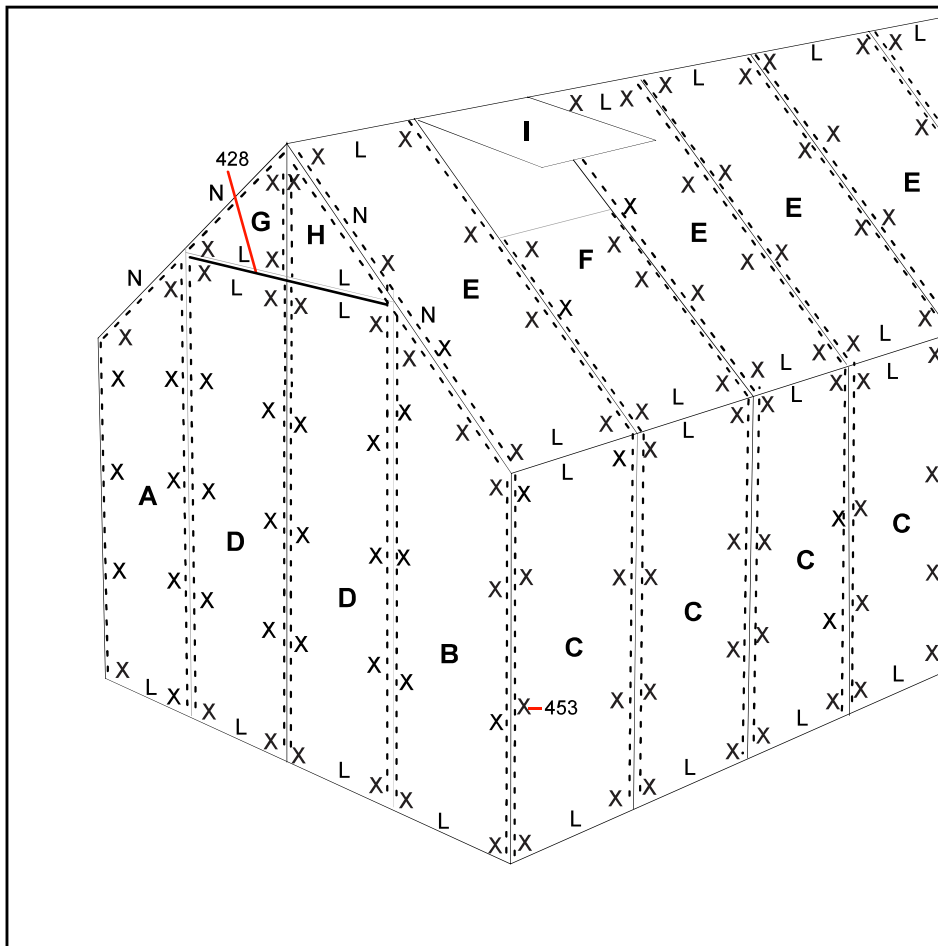 L
X X
L
X
L X
X
X L X
I X X
X
X L X
428
X X X X E
N
N X E X
G X
H X E
X L X X X F X X X
N L X
X X L E X
X X L N X
X X X
X L
X X X X X
L X L
X X X X X X
L L
X X X X X
X X L
X X L
X X X
X X L X
A X X X
X X X C
D X X X
X X C
X X X X X X X
X D X
C X
X X C X X
B X
X X L
L X X X X X X
X X X 453 L
L X X X
X L L
X X X X
L L
X X